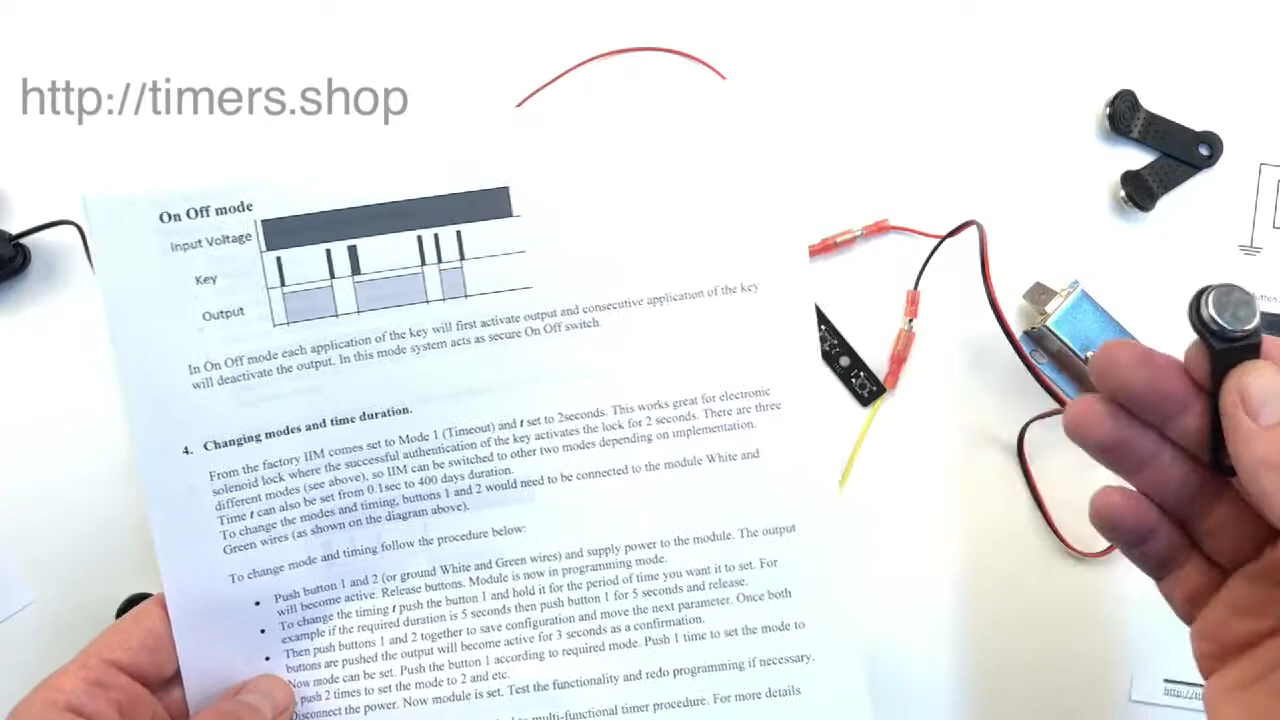 http://timers.shop
On Off mode
Input Voltage
Key
Output
In On Off mode each application of the key will first activate output and consecutive application of the key
will deactivate the output. In this mode system acts as secure On Off switch.
4. Changing modes and time duration.
From the factory IIM comes set to Mode 1 (Timeout) and t set to 2seconds. This works great for electronic
solenoid lock where the successful authentication of the key activates the lock for 2 seconds. There are three
different modes (see above), so IIM can be switched to other two modes depending on implementation.
Time t can also be set from 0.1sec to 400 days duration.
To change the modes and timing, buttons 1 and 2 would need to be connected to the module White and
Green wires (as shown on the diagram above).
To change mode and timing follow the procedure below:
• Push button 1 and 2 (or ground White and Green wires) and supply power to the module. The output
will become active. Release buttons. Module is now in programming mode.
• To change the timing t push the button 1 and hold it for the period of time you want it to set. For
example if the required duration is 5 seconds then push button 1 for 5 seconds and release.
• Then push buttons 1 and 2 together to save configuration and move the next parameter. Once both
buttons are pushed the output will become active for 3 seconds as a confirmation.
Now mode can be set. Push the button 1 according to required mode. Push 1 time to set the mode to
push 2 times to set the mode to 2 and etc.
Disconnect the power. Now module is set. Test the functionality and redo programming if necessary.
multi-functional timer procedure. For more details
Button